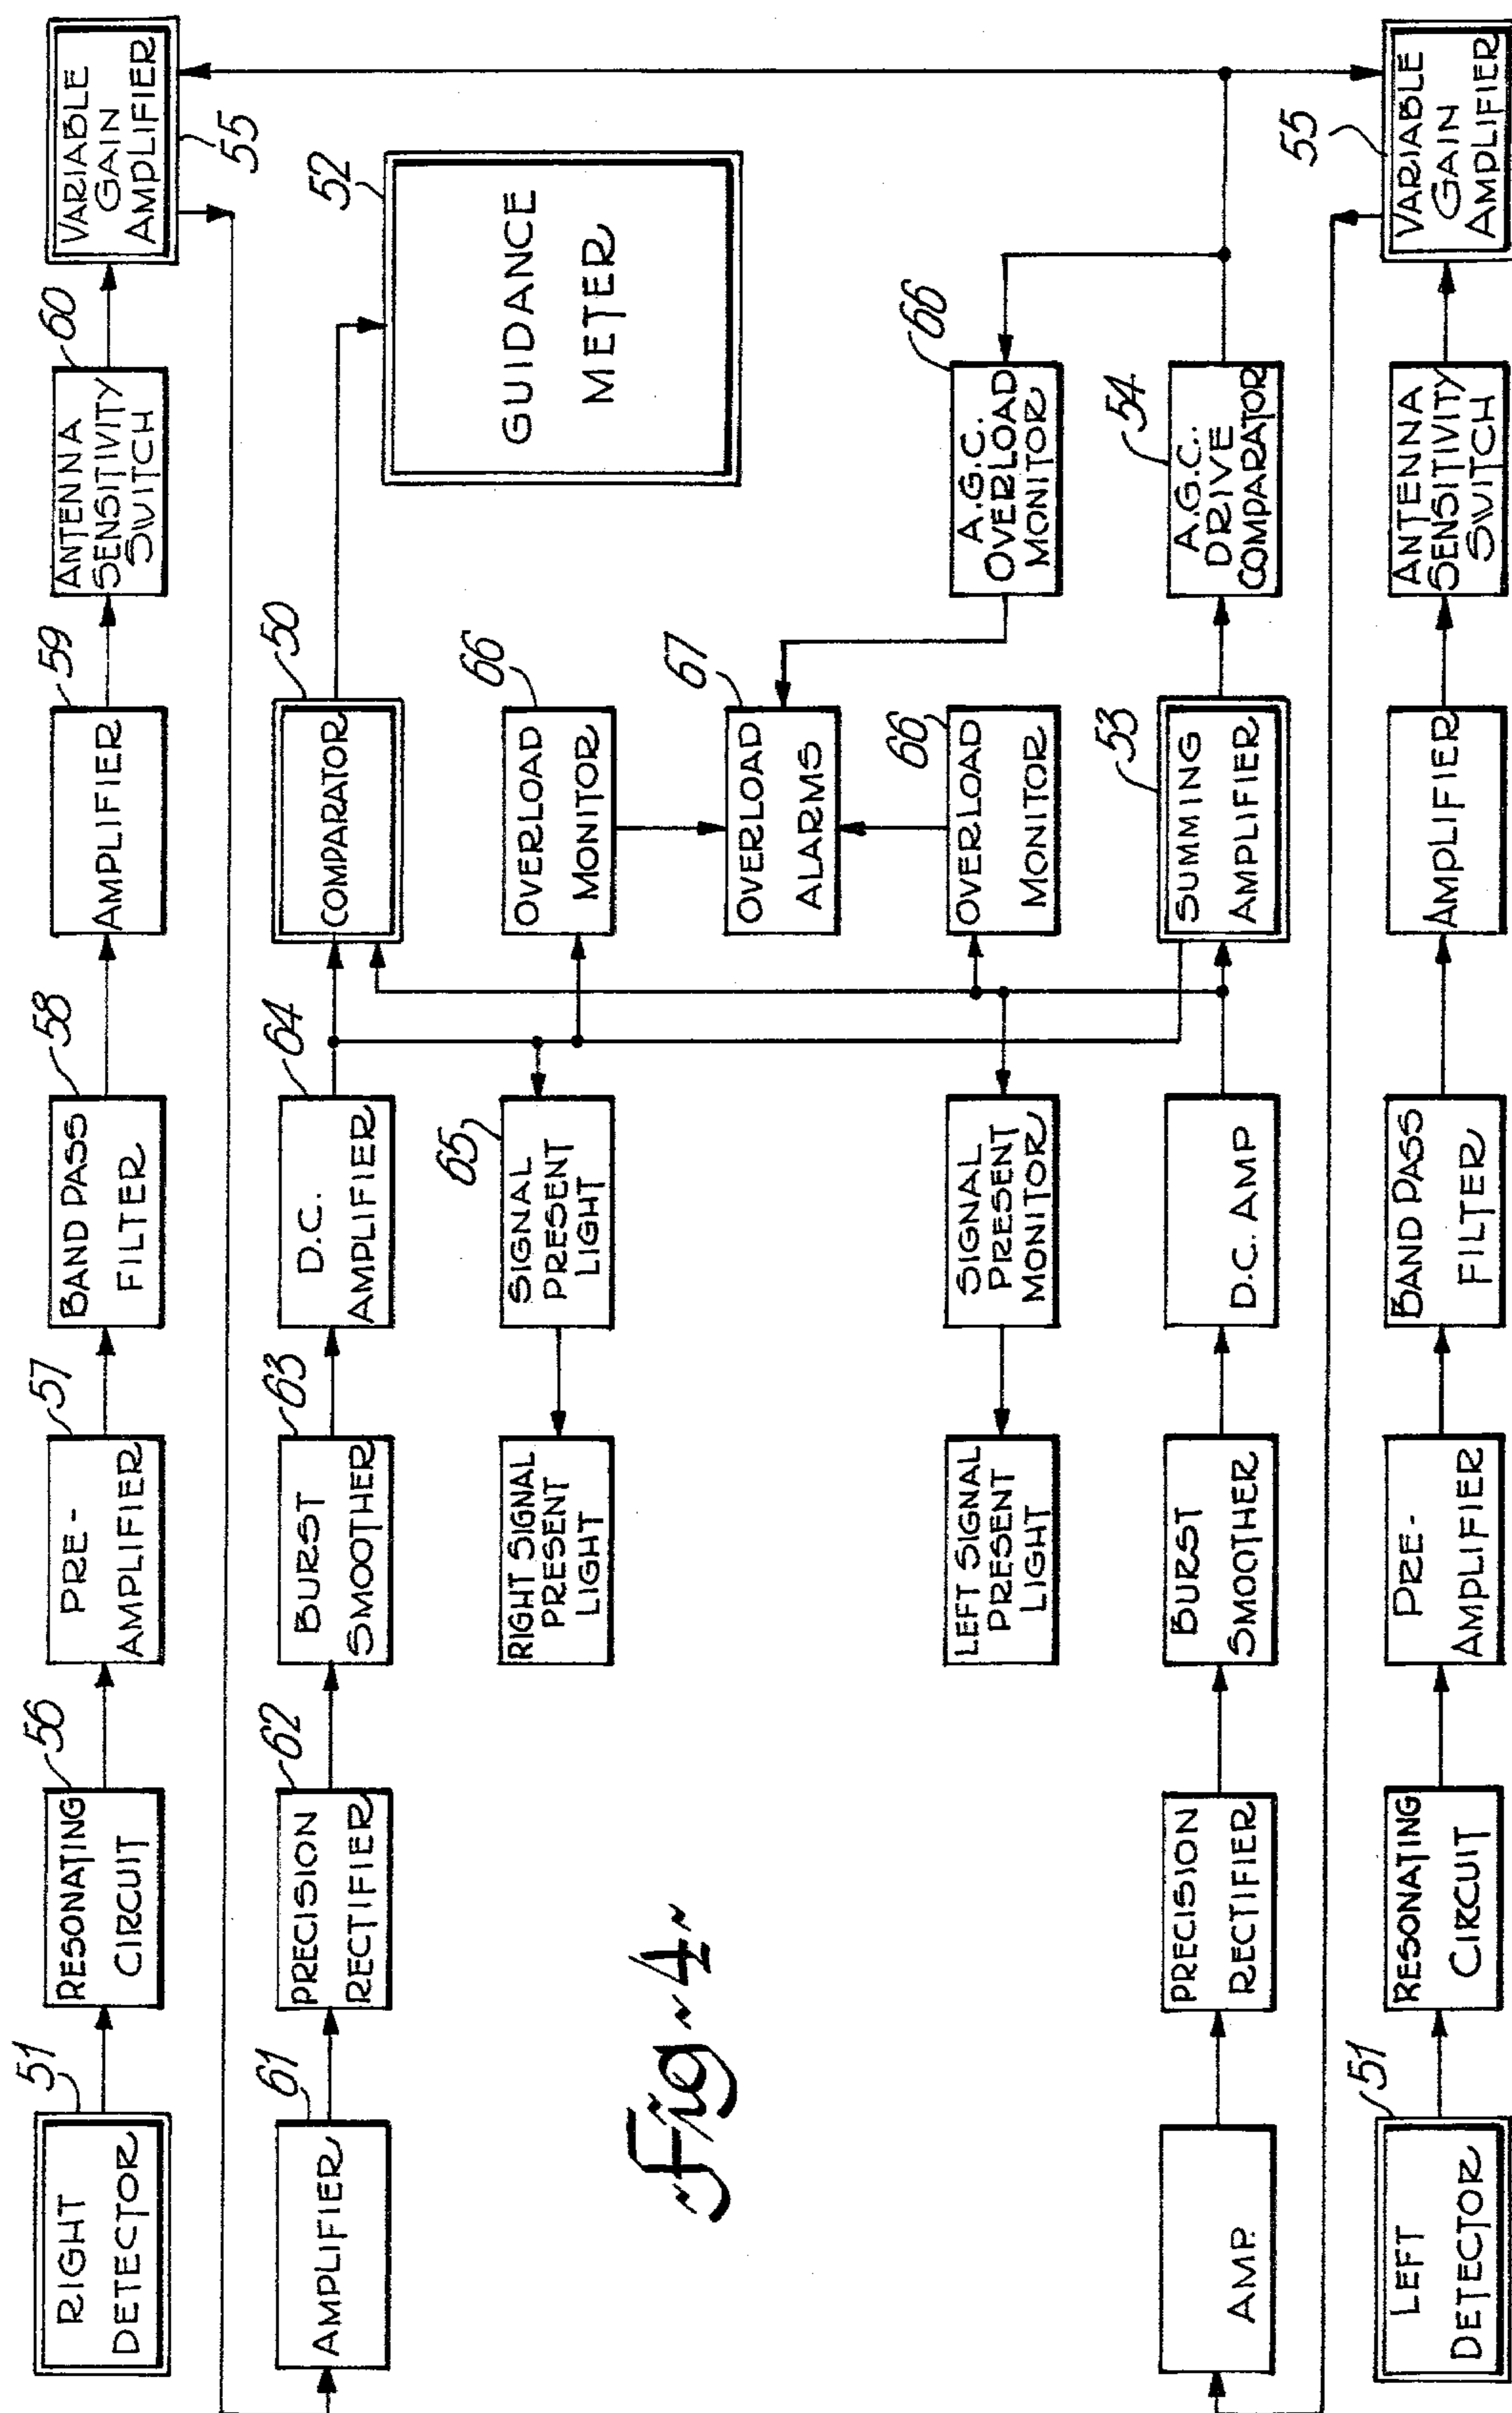 51
RIGHT
DETECTOR
56
RESONATING
CIRCUIT
57
PRE-
AMPLIFIER
58
BAND PASS
FILTER
59
AMPLIFIER
60
ANTENNA
SENSITIVITY
SWITCH
VARIABLE
GAIN
AMPLIFIER
55
61
AMPLIFIER
62
PRECISION
RECTIFIER
63
BURST
SMOOTHER
64
D.C.
AMPLIFIER
50
COMPARATOR
52
GUIDANCE
METER
RIGHT SIGNAL
PRESENT
LIGHT
65
SIGNAL
PRESENT
LIGHT
66
OVERLOAD
MONITOR
67
OVERLOAD
ALARMS
~Fig~4~
LEFT SIGNAL
PRESENT
LIGHT
SIGNAL
PRESENT
MONITOR
66
OVERLOAD
MONITOR
66
A.G.C.
OVERLOAD
MONITOR
AMP.
PRECISION
RECTIFIER
BURST
SMOOTHER
D.C. AMP
53
SUMMING
AMPLIFIER
54
A.G.C.
DRIVE
COMPARATOR
51
LEFT
DETECTOR
RESONATING
CIRCUIT
PRE-
AMPLIFIER
BAND PASS
FILTER
AMPLIFIER
ANTENNA
SENSITIVITY
SWITCH
55
VARIABLE
GAIN
AMPLIFIER